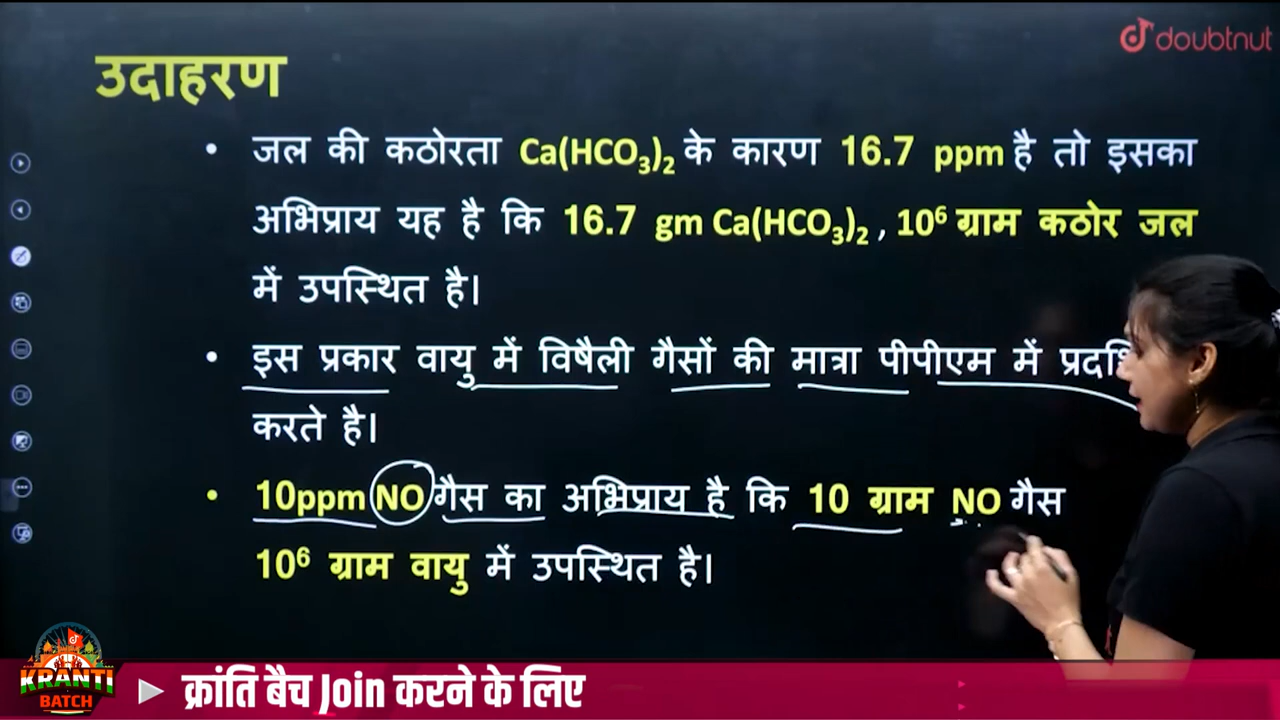 doubtnut
उदाहरण
• जल की कठोरता Ca(HCO₃)₂ के कारण 16.7 ppm है तो इसका
अभिप्राय यह है कि 16.7 gm Ca(HCO₃)₂ , 10⁶ ग्राम कठोर जल
में उपस्थित है।
• इस प्रकार वायु में विषैली गैसों की मात्रा पीपीएम में
करते है।
• 10ppm NO गैस का अभिप्राय है कि 10 ग्राम NO गैस
10⁶ ग्राम वायु में उपस्थित है।
KRANTI
BATCH
क्रांति बैच Join करने के लिए